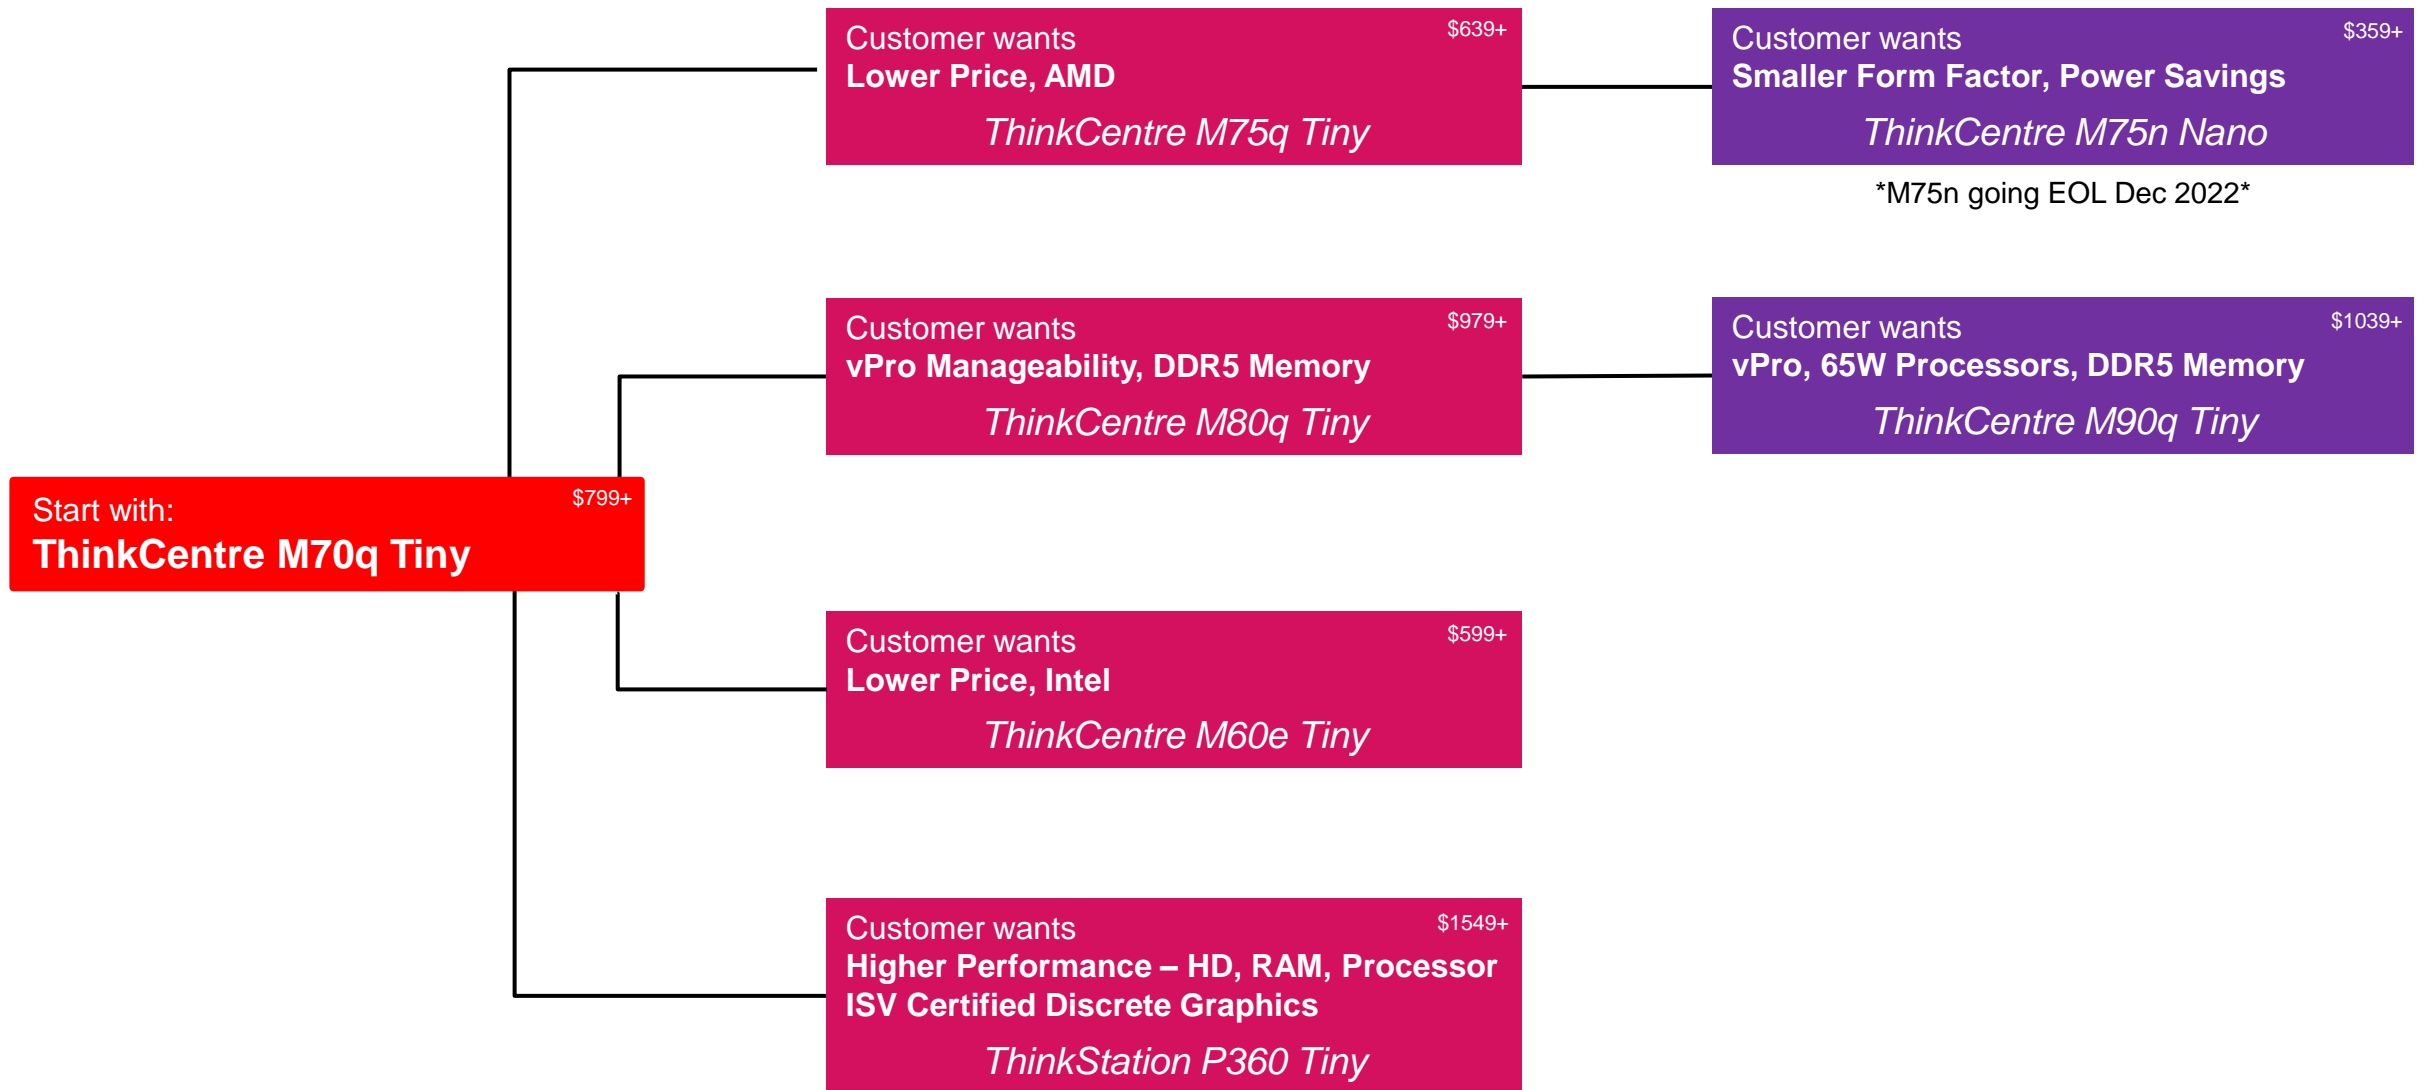 Customer wants
$639+
Lower Price, AMD
ThinkCentre M75q Tiny
Customer wants
$359+
Smaller Form Factor, Power Savings
ThinkCentre M75n Nano
*M75n going EOL Dec 2022*
Customer wants
$979+
vPro Manageability, DDR5 Memory
ThinkCentre M80q Tiny
Customer wants
$1039+
vPro, 65W Processors, DDR5 Memory
ThinkCentre M90q Tiny
Start with:
$799+
ThinkCentre M70q Tiny
Customer wants
$599+
Lower Price, Intel
ThinkCentre M60e Tiny
Customer wants
$1549+
Higher Performance – HD, RAM, Processor
ISV Certified Discrete Graphics
ThinkStation P360 Tiny